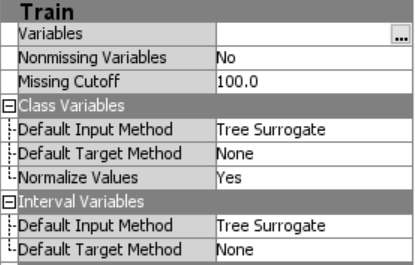 Train
Variables ...
Nonmissing Variables No
Missing Cutoff 100.0
Class Variables
Default Input Method Tree Surrogate
Default Target Method None
Normalize Values Yes
Interval Variables
Default Input Method Tree Surrogate
Default Target Method None